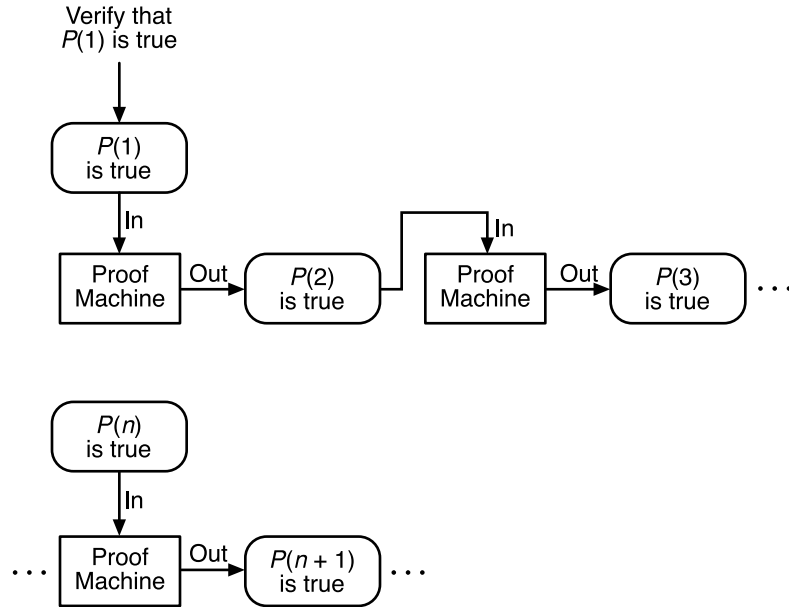 Verify that
P(1) is true
P(1)
is true
In
Proof
Machine
Out
P(2)
is true
In
Proof
Machine
Out
P(3)
is true
...
P(n)
is true
In
...
Proof
Machine
Out
P(n + 1)
is true
...